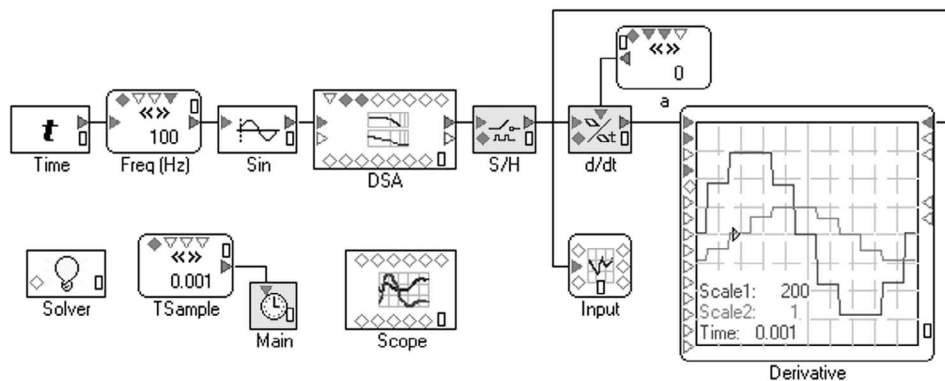 « »
0
a
t
Time
« »
100
Freq (Hz)
Sin
DSA
S/H
d/dt
Solver
« »
0.001
TSample
Main
Scope
Input
Scale1: 200
Scale2: 1
Time: 0.001
Derivative